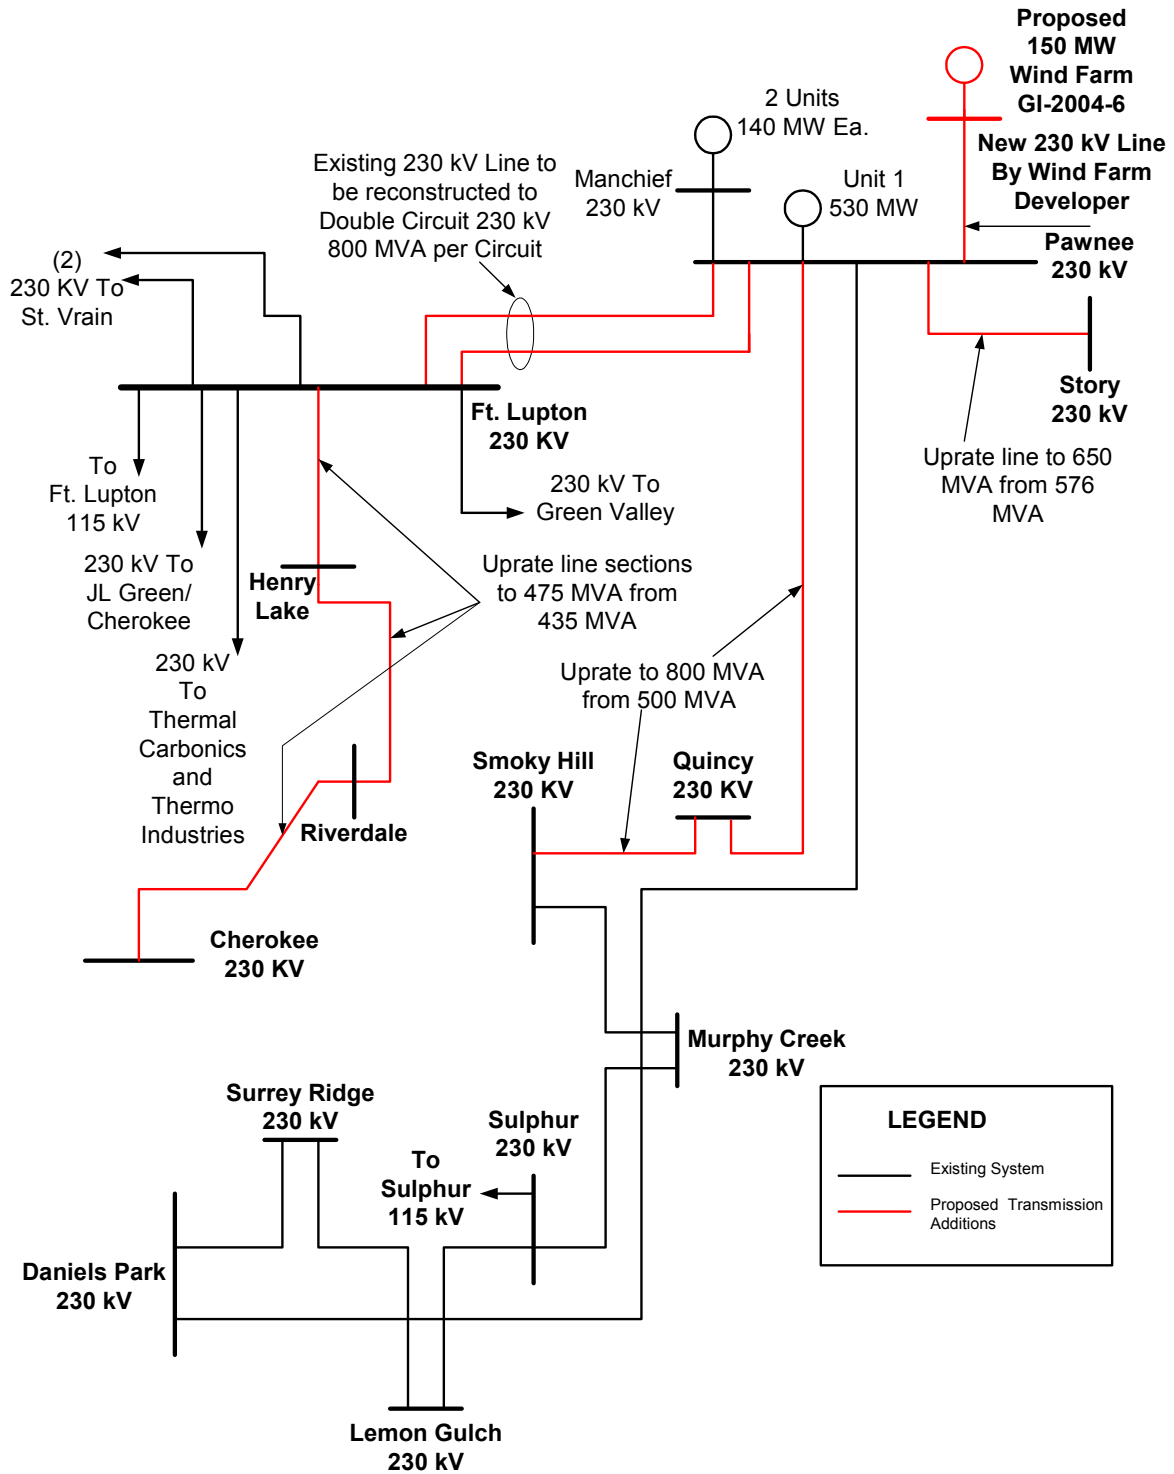 Proposed
150 MW
Wind Farm
GI-2004-6
2 Units
140 MW Ea.
New 230 kV Line
By Wind Farm
Developer
Existing 230 kV Line to
be reconstructed to
Double Circuit 230 kV
800 MVA per Circuit
Manchief
230 kV
Unit 1
530 MW
Pawnee
230 kV
(2)
230 KV To
St. Vrain
Story
230 kV
Ft. Lupton
230 KV
Uprate line to 650
MVA from 576
MVA
To
Ft. Lupton
115 kV
230 kV To
Green Valley
230 kV To
JL Green/
Cherokee
Henry
Lake
Uprate line sections
to 475 MVA from
435 MVA
230 kV
To
Thermal
Carbonics
and
Thermo
Industries
Uprate to 800 MVA
from 500 MVA
Smoky Hill
230 KV
Quincy
230 KV
Riverdale
Cherokee
230 KV
Murphy Creek
230 kV
Surrey Ridge
230 kV
Sulphur
230 kV
To
Sulphur
115 kV
LEGEND
Existing System
Proposed Transmission
Additions
Daniels Park
230 kV
Lemon Gulch
230 kV